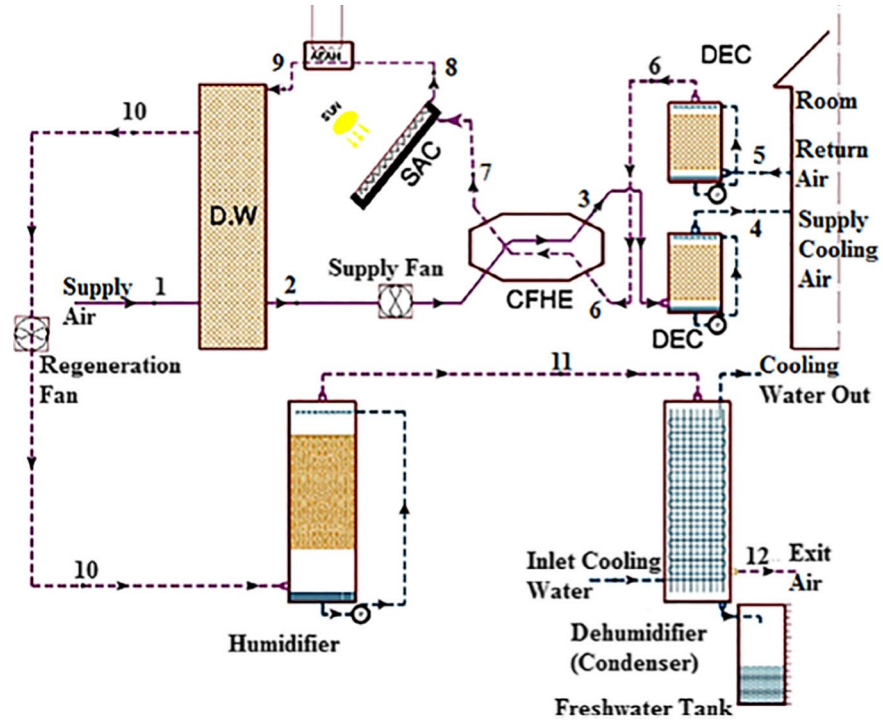 9
AFAH
8
6
DEC
10
SUN
Room
SAC
5
Return
Air
7
D.W
3
Supply Fan
4
Supply
Cooling
Air
Supply
Air
1
2
CFHE
6
DEC
Regeneration
Fan
11
Cooling
Water Out
10
Inlet Cooling
Water
12
Exit
Air
Humidifier
Dehumidifier
(Condenser)
Freshwater Tank